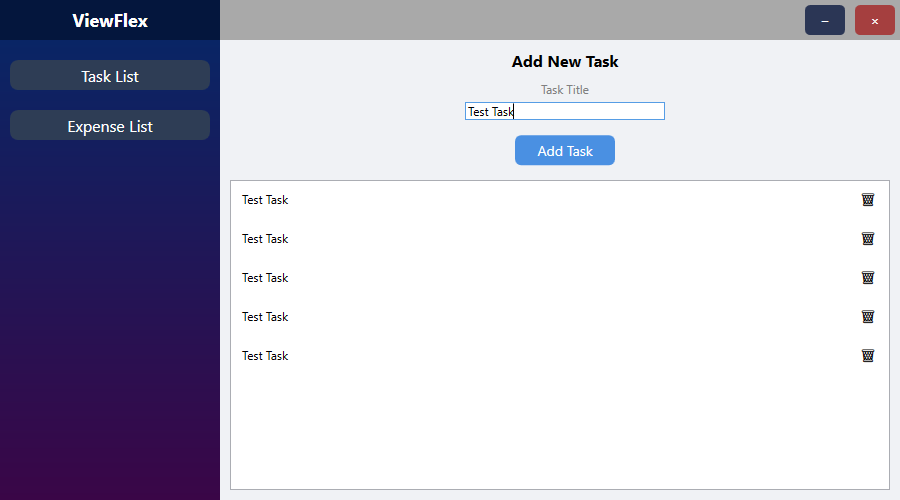 ViewFlex
– ×
Task List
Expense List
Add New Task
Task Title
Test Task
Add Task
Test Task
Test Task
Test Task
Test Task
Test Task